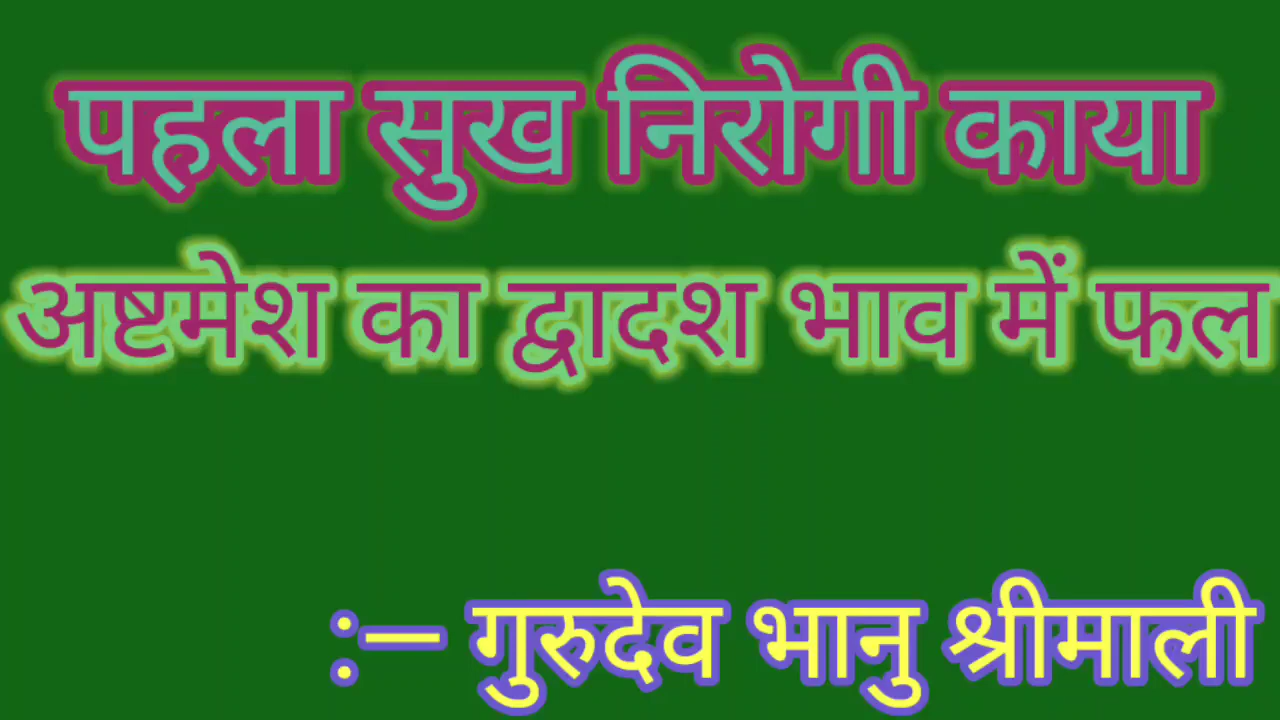 पहला सुख निरोगी काया
अष्टमेश का द्वादश भाव में फल
:— गुरुदेव भानु श्रीमाली